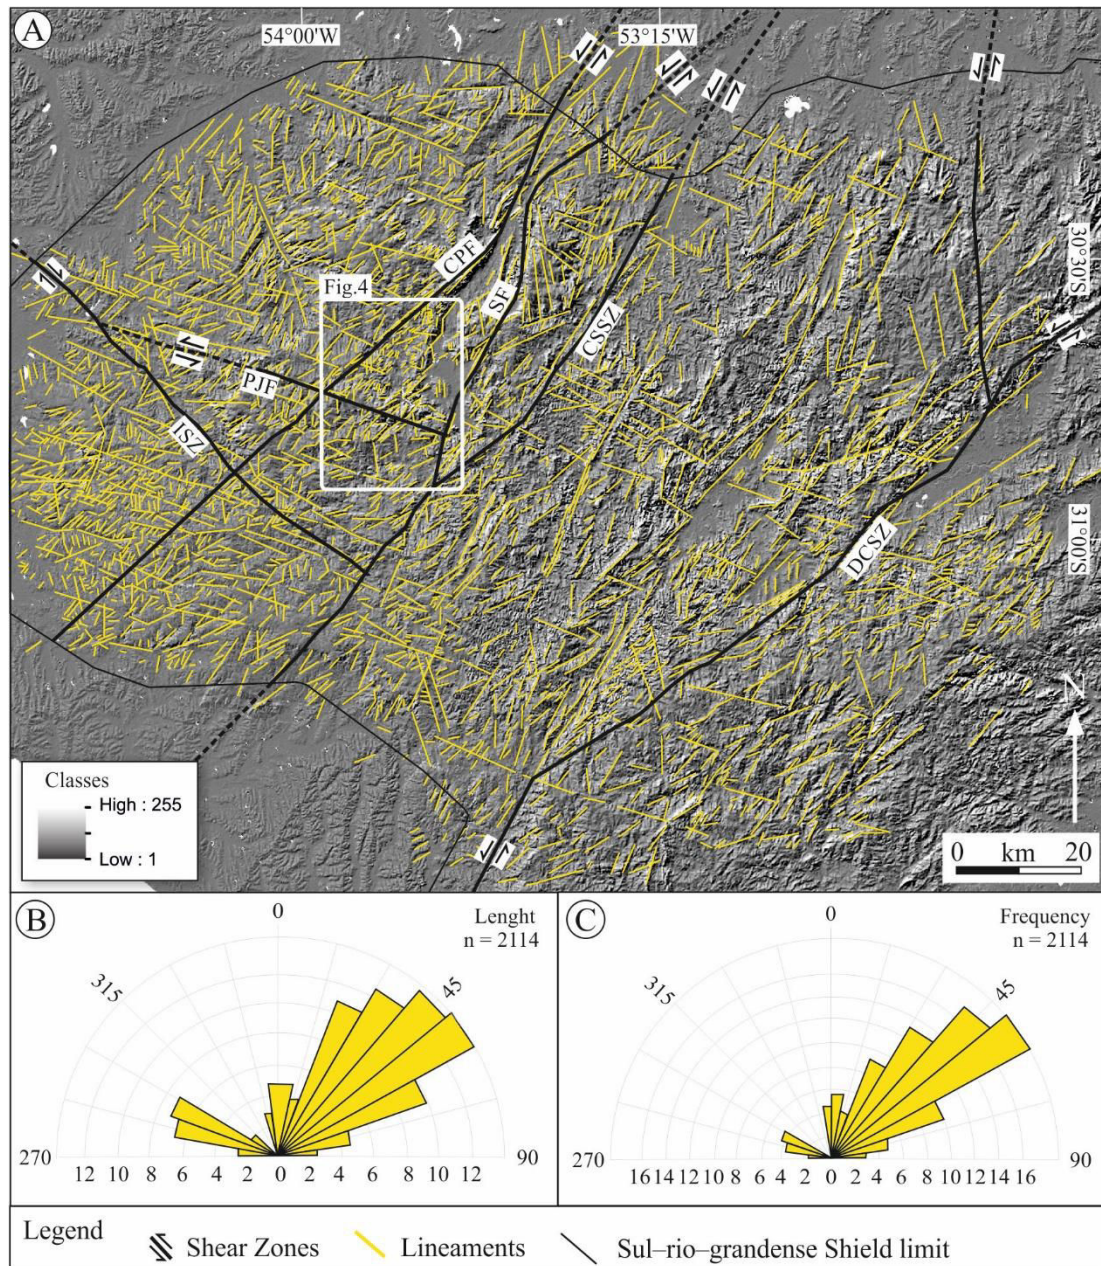 A
54°00'W
53°15'W
30°30'S
Fig.4
CPF
SF
CSSZ
PJF
ISZ
31°00'S
DCSZ
N
Classes
High : 255
Low : 1
0 km 20
B
0
Lenght
n = 2114
315
45
270
12 10 8 6 4 2 0 2 4 6 8 10 12
90
C
0
Frequency
n = 2114
315
45
270
16 14 12 10 8 6 4 2 0 2 4 6 8 10 12 14 16
90
Legend
Shear Zones
Lineaments
Sul–rio–grandense Shield limit